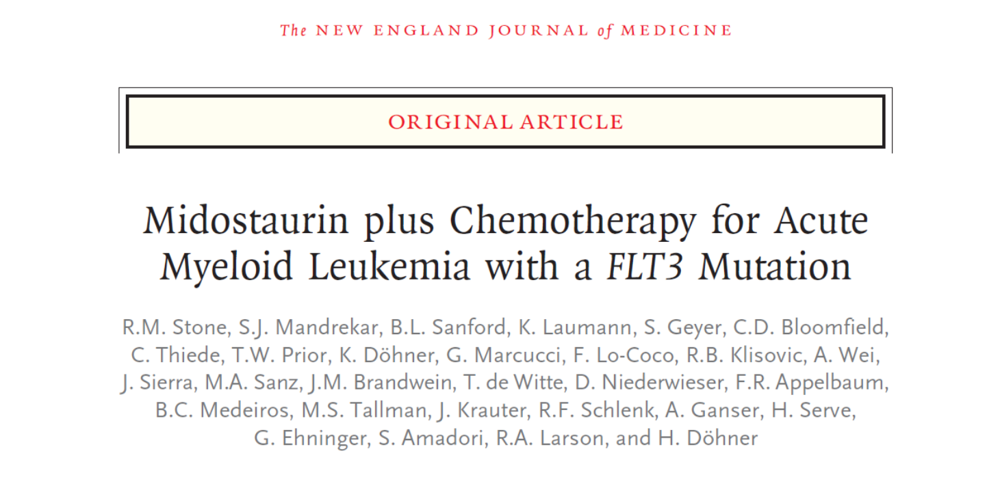 The NEW ENGLAND JOURNAL of MEDICINE
ORIGINAL ARTICLE
Midostaurin plus Chemotherapy for Acute
Myeloid Leukemia with a FLT3 Mutation
R.M. Stone, S.J. Mandrekar, B.L. Sanford, K. Laumann, S. Geyer, C.D. Bloomfield,
C. Thiede, T.W. Prior, K. Döhner, G. Marcucci, F. Lo-Coco, R.B. Klisovic, A. Wei,
J. Sierra, M.A. Sanz, J.M. Brandwein, T. de Witte, D. Niederwieser, F.R. Appelbaum,
B.C. Medeiros, M.S. Tallman, J. Krauter, R.F. Schlenk, A. Ganser, H. Serve,
G. Ehninger, S. Amadori, R.A. Larson, and H. Döhner